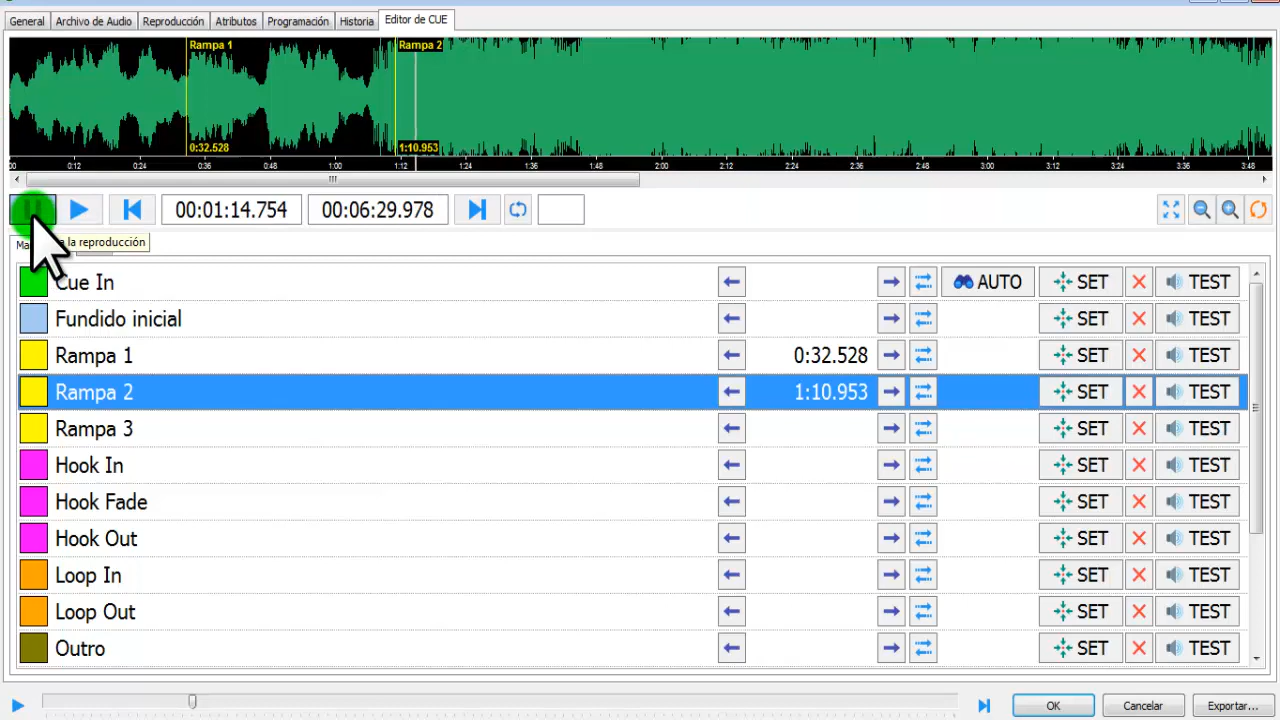 General Archivo de Audio Reproducción Atributos Programación Historia Editor de CUE
Rampa 1 Rampa 2
0:32.528 1:10.953
00 0:12 0:24 0:36 0:48 1:00 1:12 1:24 1:36 1:48 2:00 2:12 2:24 2:36 2:48 3:00 3:12 3:24 3:36 3:48
00:01:14.754 00:06:29.978
Ma a la reproducción
Cue In AUTO SET TEST
Fundido inicial SET TEST
Rampa 1 0:32.528 SET TEST
Rampa 2 1:10.953 SET TEST
Rampa 3 SET TEST
Hook In SET TEST
Hook Fade SET TEST
Hook Out SET TEST
Loop In SET TEST
Loop Out SET TEST
Outro SET TEST
OK Cancelar Exportar...